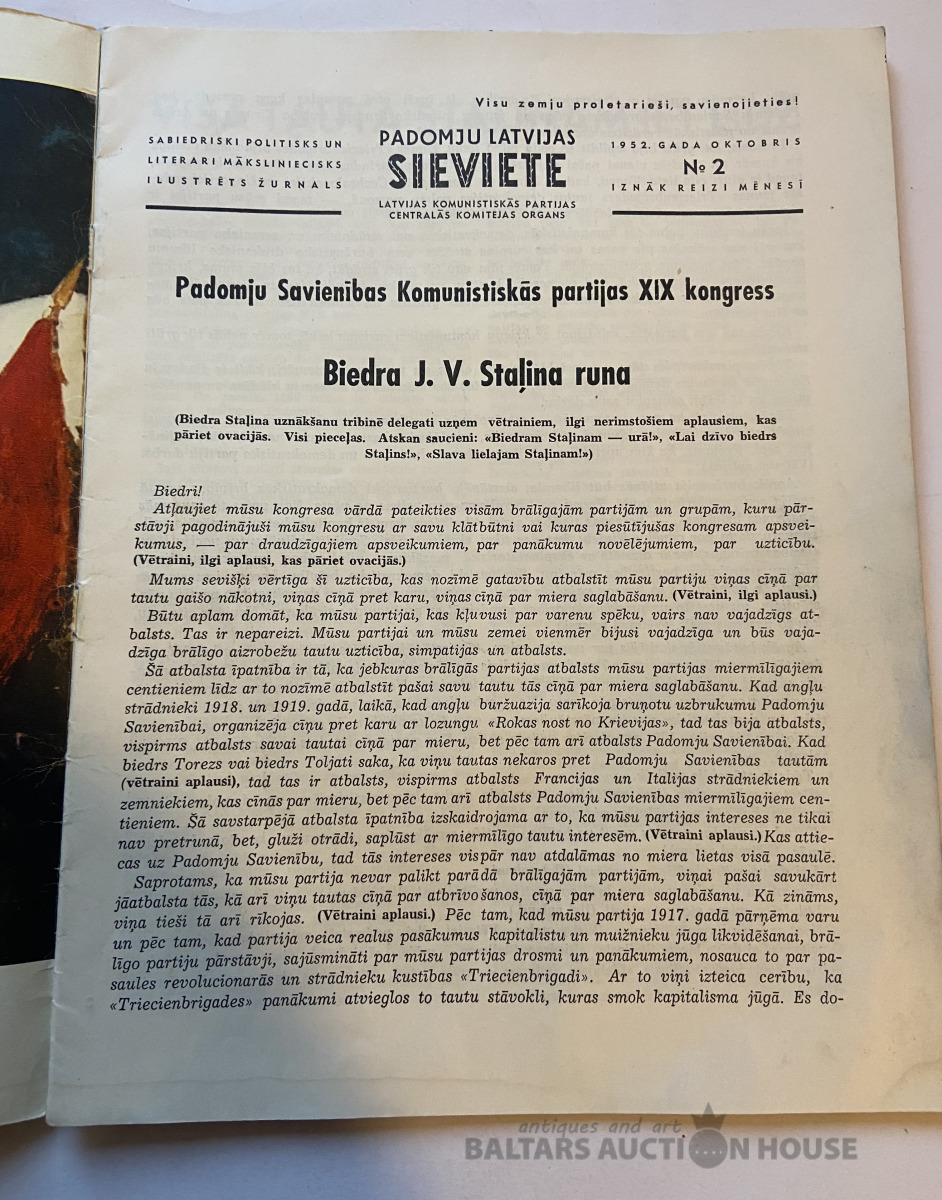 Visu zemju proletarieši, savienojieties!
SABIEDRISKI POLITISKS UN
LITERARI MĀKSLINIECISKS
ILUSTRĒTS ŽURNALS
PADOMJU LATVIJAS
SIEVIETE
LATVIJAS KOMUNISTISKĀS PARTIJAS
CENTRALĀS KOMITEJAS ORGANS
1952. GADA OKTOBRIS
№ 2
IZNĀK REIZI MĒNESĪ
Padomju Savienības Komunistiskās partijas XIX kongress
Biedra J. V. Staļina runa
(Biedra Staļina uznākšanu tribinē delegati uzņem vētrainiem, ilgi nerimstošiem aplausiem, kas
pāriet ovacijās. Visi pieceļas. Atskan saucieni: «Biedram Staļinam — urā!», «Lai dzīvo biedrs
Staļins!», «Slava lielajam Staļinam!»)
Biedri!
Atļaujiet mūsu kongresa vārdā pateikties visām brālīgajām partijām un grupām, kuru pār-
stāvji pagodinājuši mūsu kongresu ar savu klātbūtni vai kuras piesūtījušas kongresam apsvei-
kumus, — par draudzīgajiem apsveikumiem, par panākumu novēlējumiem, par uzticību.
(Vētraini, ilgi aplausi, kas pāriet ovacijās.)
Mums sevišķi vērtīga šī uzticība, kas nozīmē gatavību atbalstīt mūsu partiju viņas cīņā par
tautu gaišo nākotni, viņas cīņā pret karu, viņas cīņā par miera saglabāšanu. (Vētraini, ilgi aplausi.)
Būtu aplam domāt, ka mūsu partijai, kas kļuvusi par varenu spēku, vairs nav vajadzīgs at-
balsts. Tas ir nepareizi. Mūsu partijai un mūsu zemei vienmēr bijusi vajadzīga un būs vaja-
dzīga brālīgo aizrobežu tautu uzticība, simpatijas un atbalsts.
Šā atbalsta īpatnība ir tā, ka jebkuras brālīgās partijas atbalsts mūsu partijas miermīlīgajiem
centieniem līdz ar to nozīmē atbalstīt pašai savu tautu tās cīņā par miera saglabāšanu. Kad angļu
strādnieki 1918. un 1919. gadā, laikā, kad angļu buržuazija sarīkoja bruņotu uzbrukumu Padomju
Savienībai, organizēja cīņu pret karu ar lozungu «Rokas nost no Krievijas», tad tas bija atbalsts,
vispirms atbalsts savai tautai cīņā par mieru, bet pēc tam arī atbalsts Padomju Savienībai. Kad
biedrs Torezs vai biedrs Toljati saka, ka viņu tautas nekaros pret Padomju Savienības tautām
(vētraini aplausi), tad tas ir atbalsts, vispirms atbalsts Francijas un Italijas strādniekiem un
zemniekiem, kas cīnās par mieru, bet pēc tam arī atbalsts Padomju Savienības miermīlīgajiem cen-
tieniem. Šā savstarpējā atbalsta īpatnība izskaidrojama ar to, ka mūsu partijas intereses ne tikai
nav pretrunā, bet, gluži otrādi, saplūst ar miermīlīgo tautu interesēm. (Vētraini aplausi.) Kas attie-
cas uz Padomju Savienību, tad tās intereses vispār nav atdalāmas no miera lietas visā pasaulē.
Saprotams, ka mūsu partija nevar palikt parādā brālīgajām partijām, viņai pašai savukārt
jāatbalsta tās, kā arī viņu tautas cīņā par atbrīvošanos, cīņā par miera saglabāšanu. Kā zināms,
viņa tieši tā arī rīkojas. (Vētraini aplausi.) Pēc tam, kad mūsu partija 1917. gadā pārņēma varu
un pēc tam, kad partija veica realus pasākumus kapitalistu un muižnieku jūga likvidēšanai, brā-
līgo partiju pārstāvji, sajūsmināti par mūsu partijas drosmi un panākumiem, nosauca to par pa-
saules revolucionarās un strādnieku kustības «Triecienbrigadi». Ar to viņi izteica cerību, ka
«Triecienbrigades» panākumi atvieglos to tautu stāvokli, kuras smok kapitalisma jūgā. Es do-
antiques and art
BALTARS AUCTION HOUSE